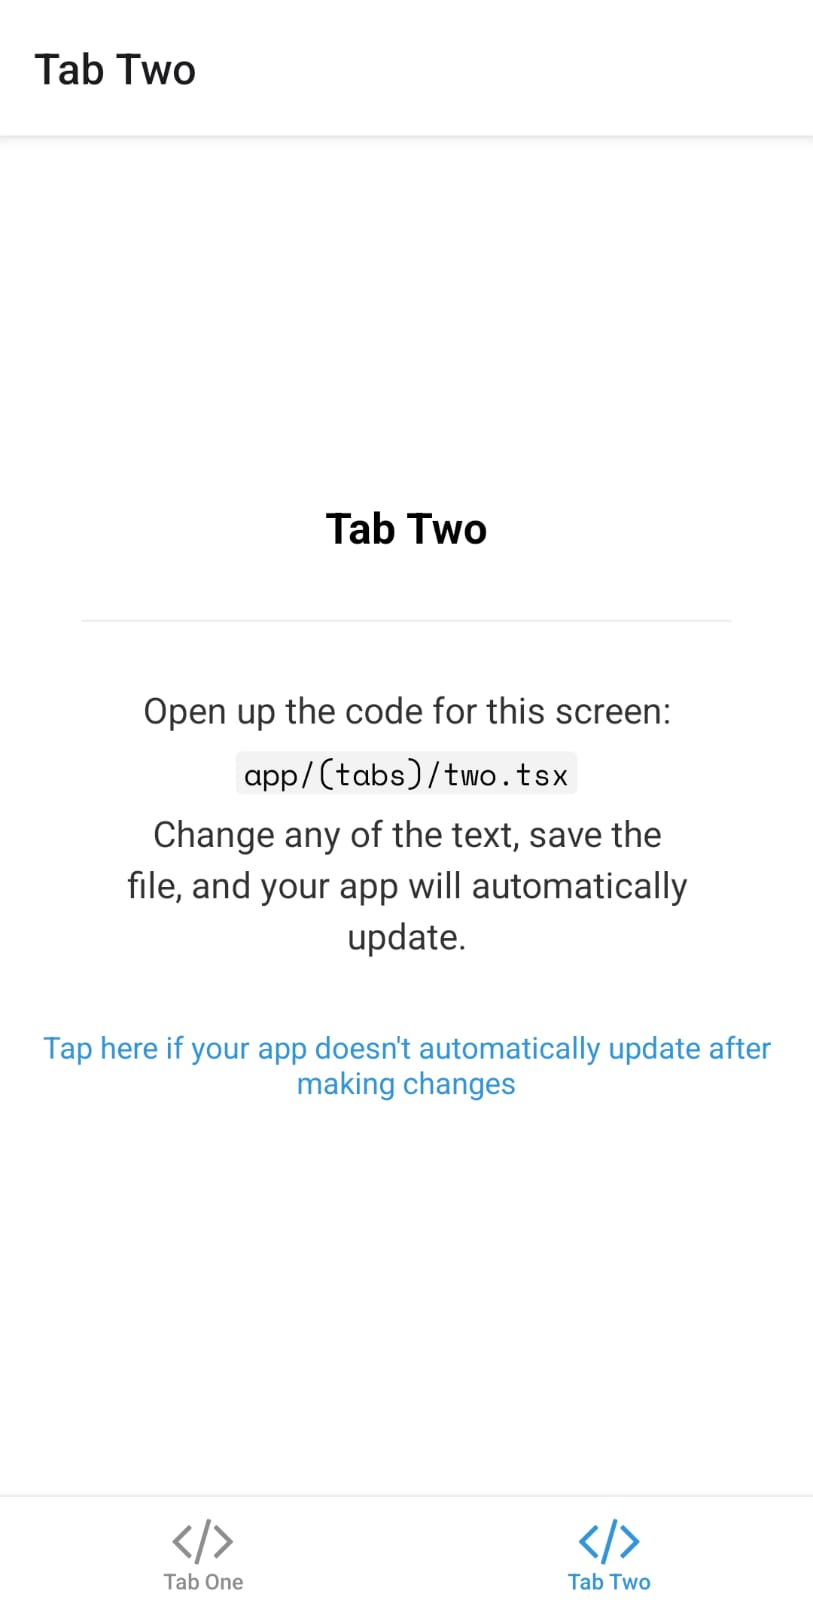 Tab Two
Tab Two
Open up the code for this screen:
app/(tabs)/two.tsx
Change any of the text, save the
file, and your app will automatically
update.
Tap here if your app doesn't automatically update after
making changes
Tab One
Tab Two